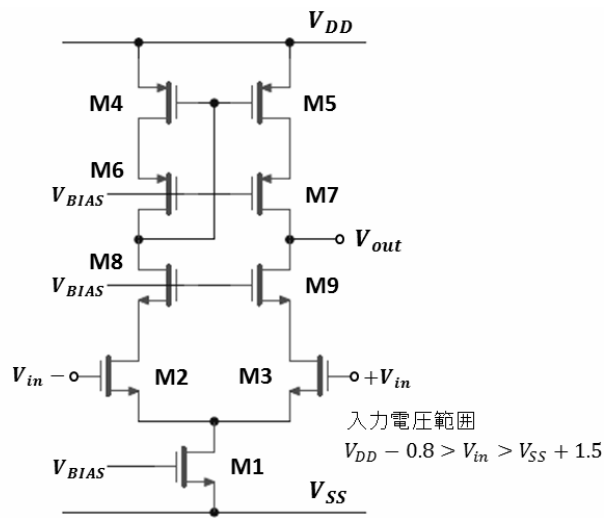 V_DD
M4
M5
M6
M7
V_BIAS
V_out
M8
M9
V_BIAS
V_in −
M2
M3
+V_in
入力電圧範囲
V_DD − 0.8 > V_in > V_SS + 1.5
V_BIAS
M1
V_SS